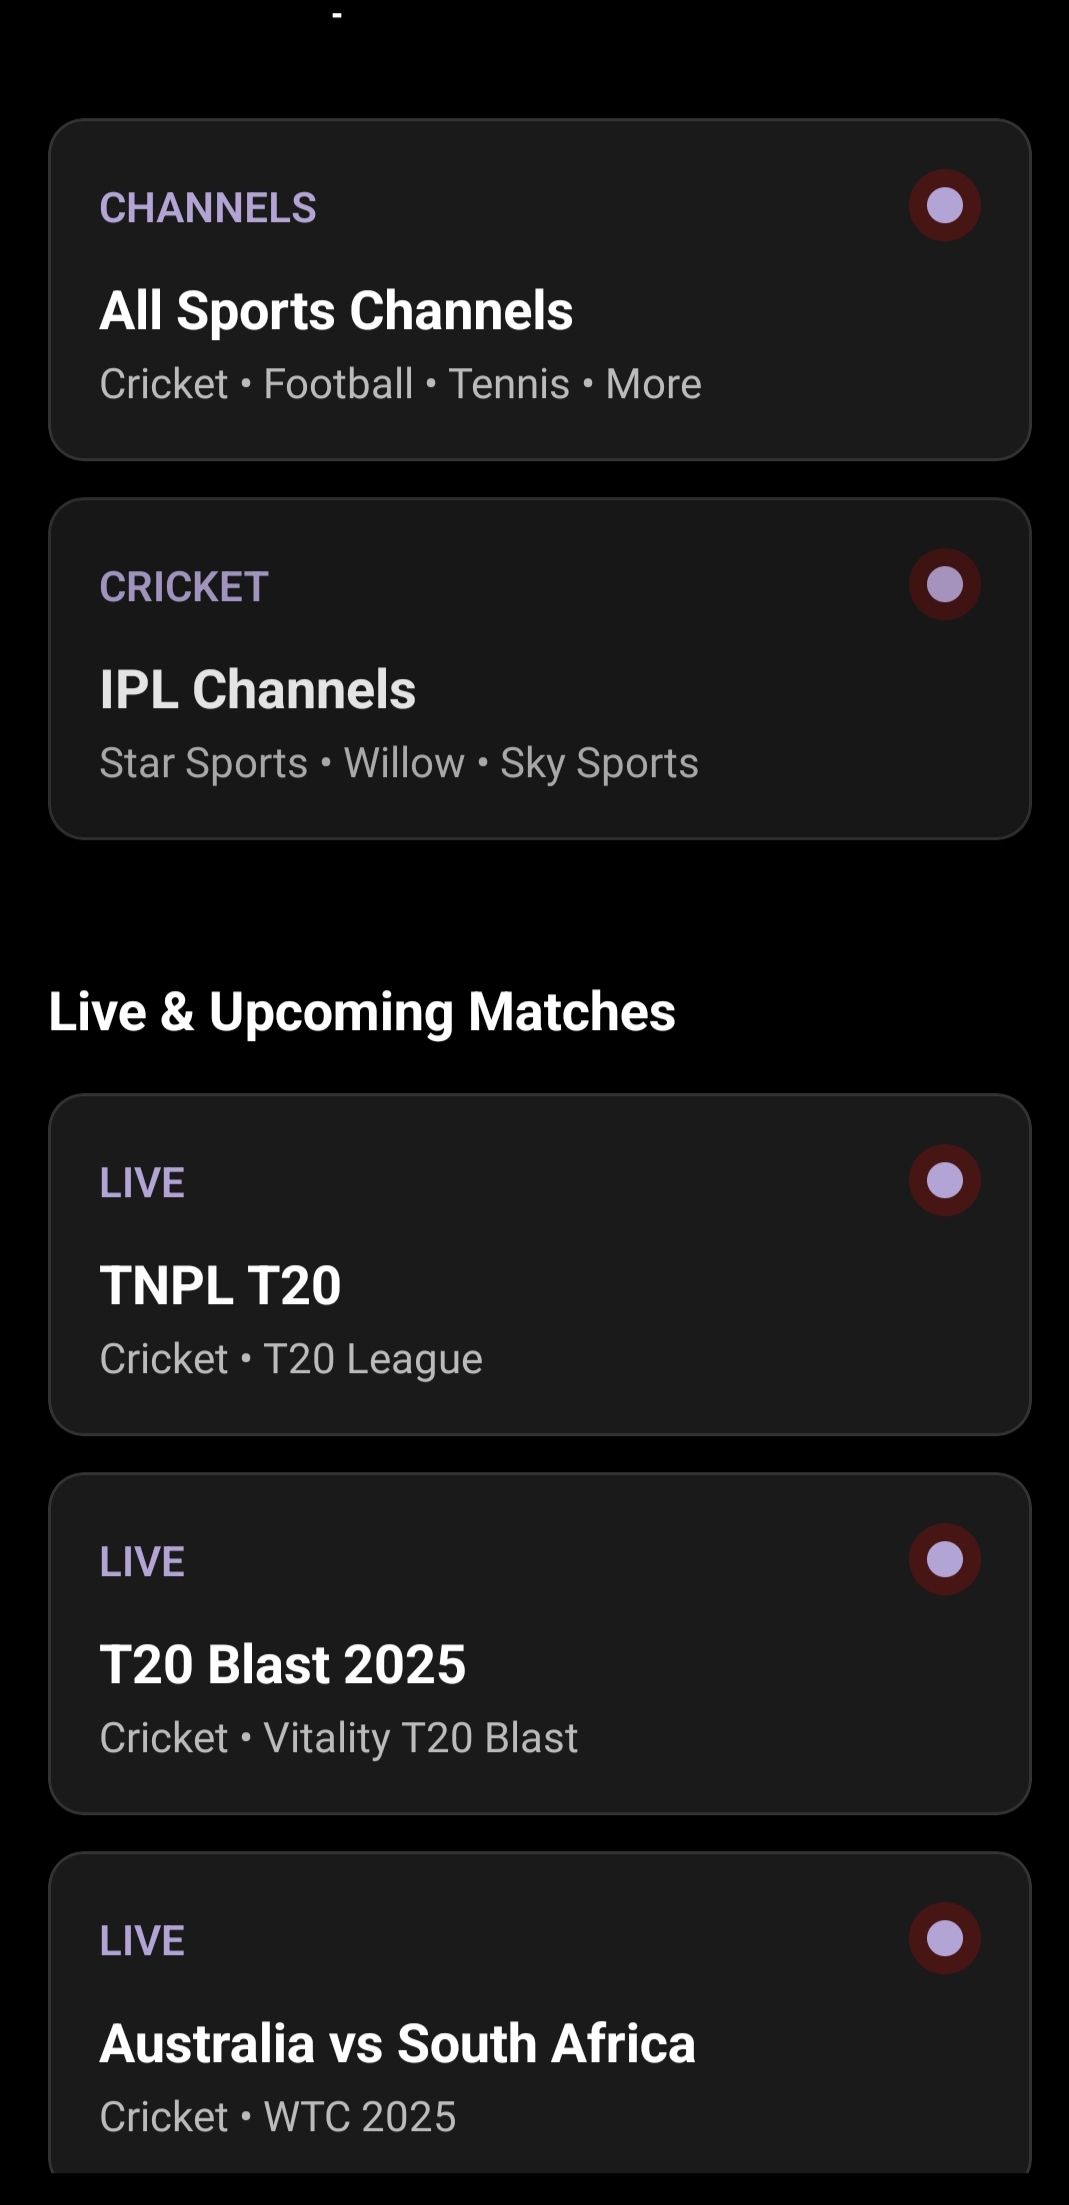 CHANNELS
All Sports Channels
Cricket • Football • Tennis • More
CRICKET
IPL Channels
Star Sports • Willow • Sky Sports
Live & Upcoming Matches
LIVE
TNPL T20
Cricket • T20 League
LIVE
T20 Blast 2025
Cricket • Vitality T20 Blast
LIVE
Australia vs South Africa
Cricket • WTC 2025